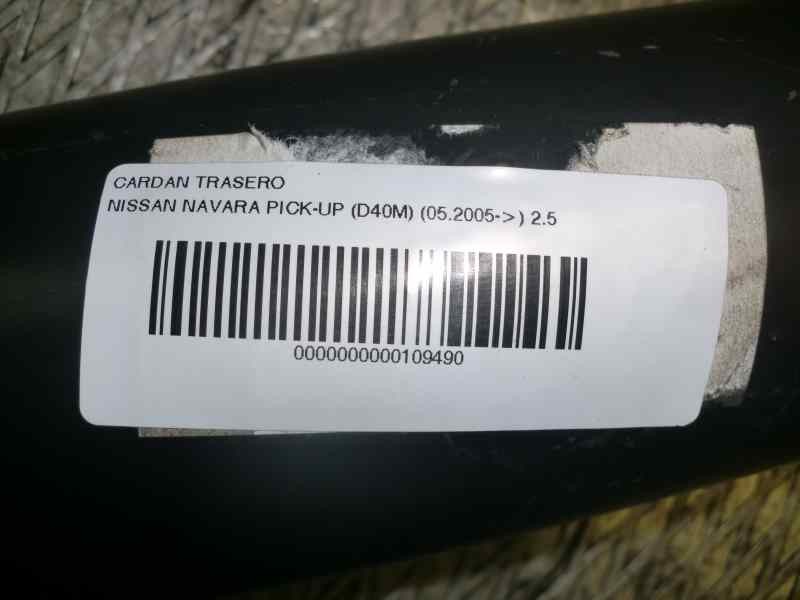 CARDAN TRASERO
NISSAN NAVARA PICK-UP (D40M) (05.2005->) 2.5
0000000000109490